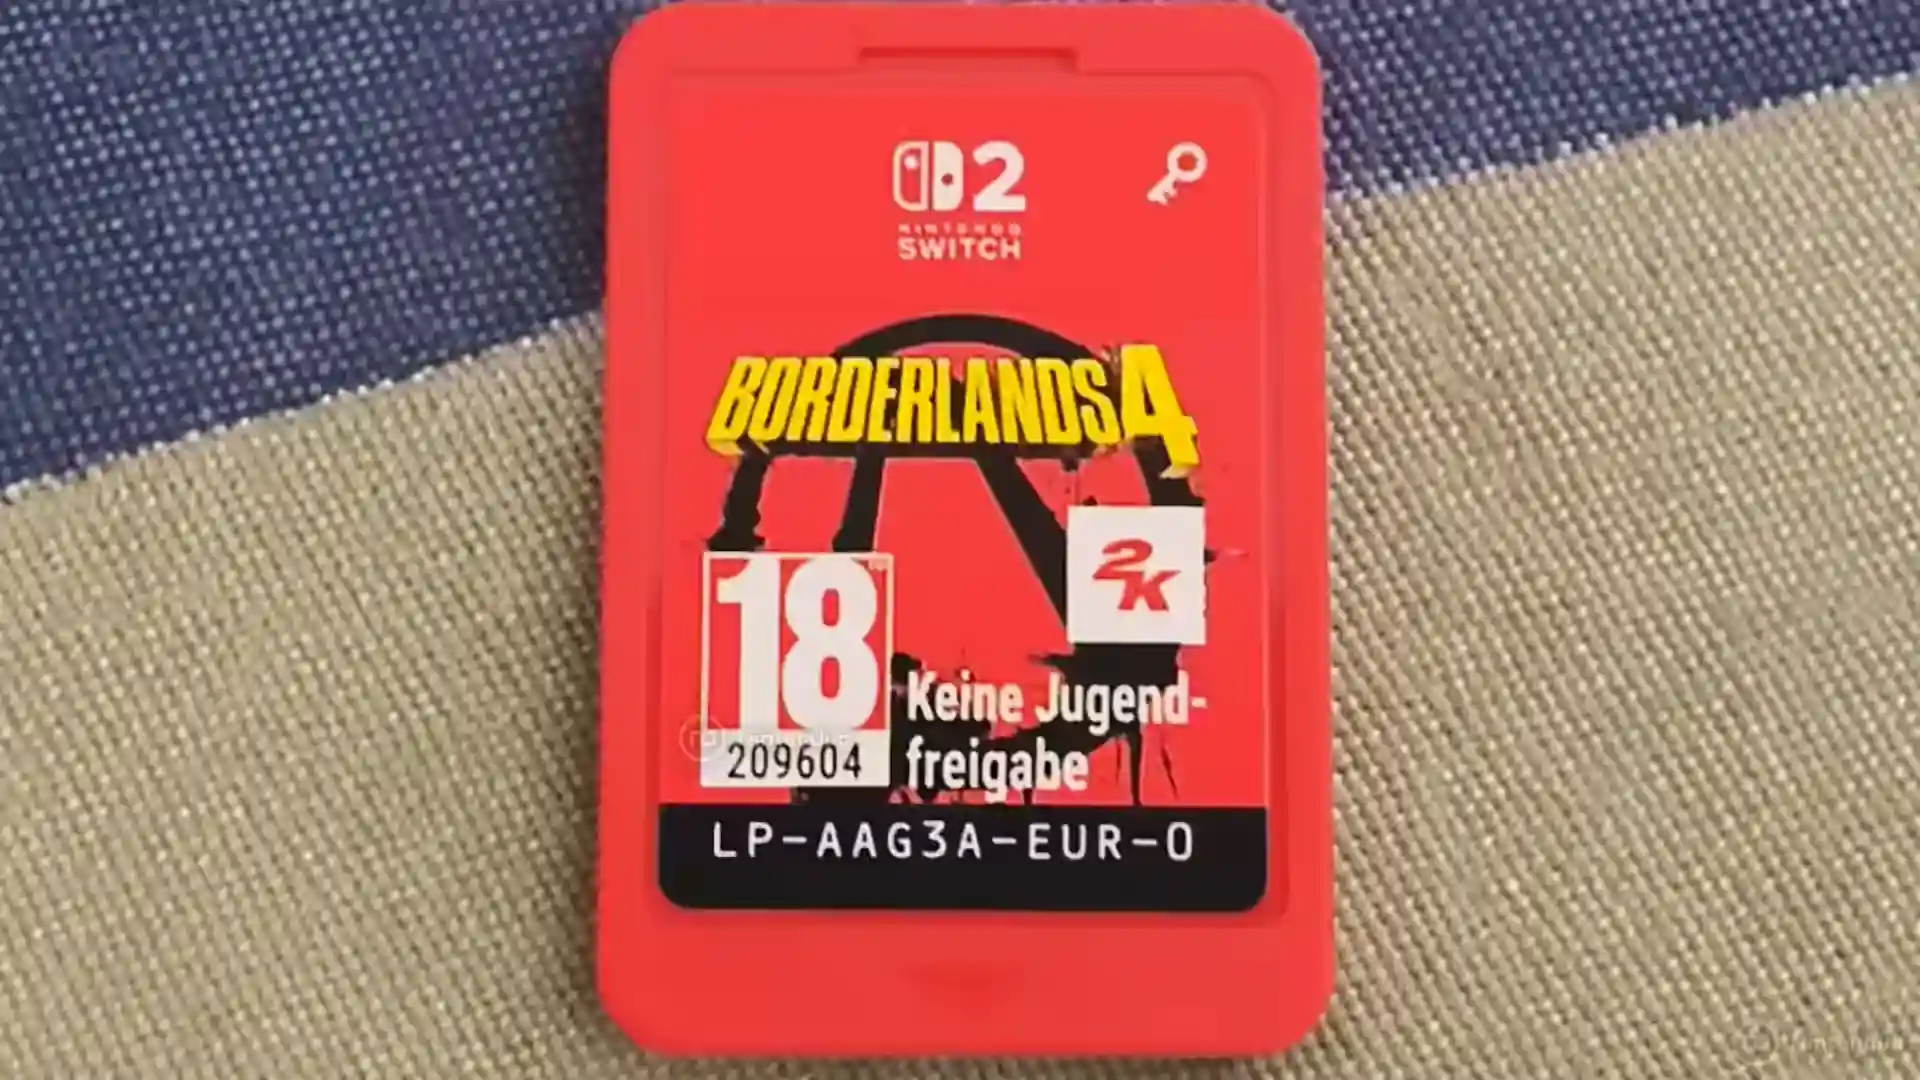 2
NINTENDO
SWITCH
BORDERLANDS 4
2K
18
Keine Jugend-
freigabe
209604
LP-AAG3A-EUR-0